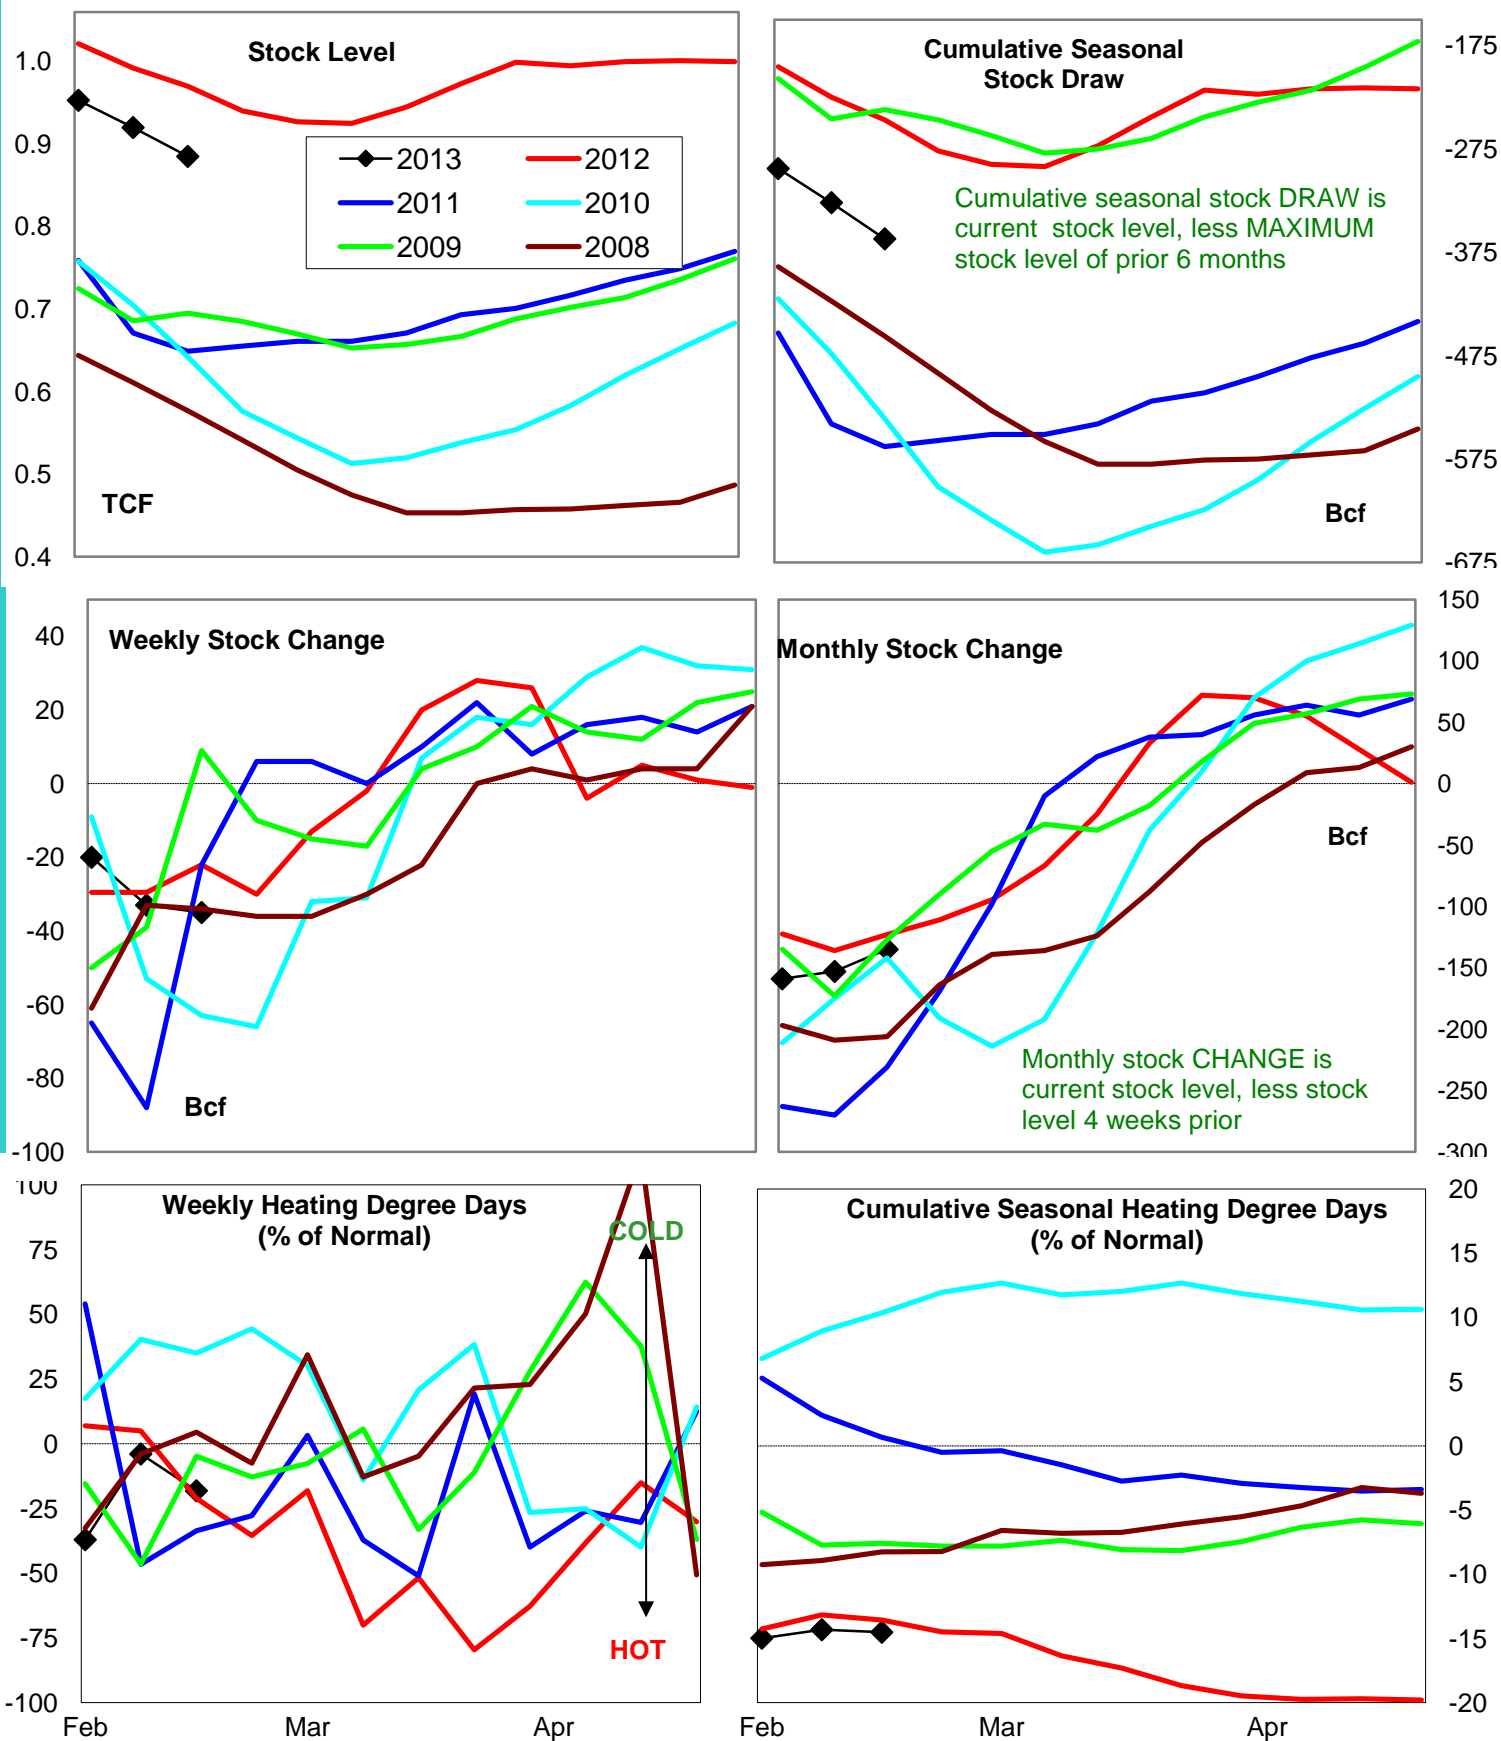 Stock Level
1.0
0.9
0.8
0.7
0.6
0.5
0.4
2013
2012
2011
2010
2009
2008
TCF
Cumulative Seasonal
Stock Draw
-175
-275
-375
-475
-575
-675
Cumulative seasonal stock DRAW is
current stock level, less MAXIMUM
stock level of prior 6 months
Bcf
Weekly Stock Change
40
20
0
-20
-40
-60
-80
-100
Bcf
Monthly Stock Change
150
100
50
0
-50
-100
-150
-200
-250
-300
Bcf
Monthly stock CHANGE is
current stock level, less stock
level 4 weeks prior
Weekly Heating Degree Days
(% of Normal)
100
75
50
25
0
-25
-50
-75
-100
COLD
HOT
Feb
Mar
Apr
Cumulative Seasonal Heating Degree Days
(% of Normal)
20
15
10
5
0
-5
-10
-15
-20
Feb
Mar
Apr